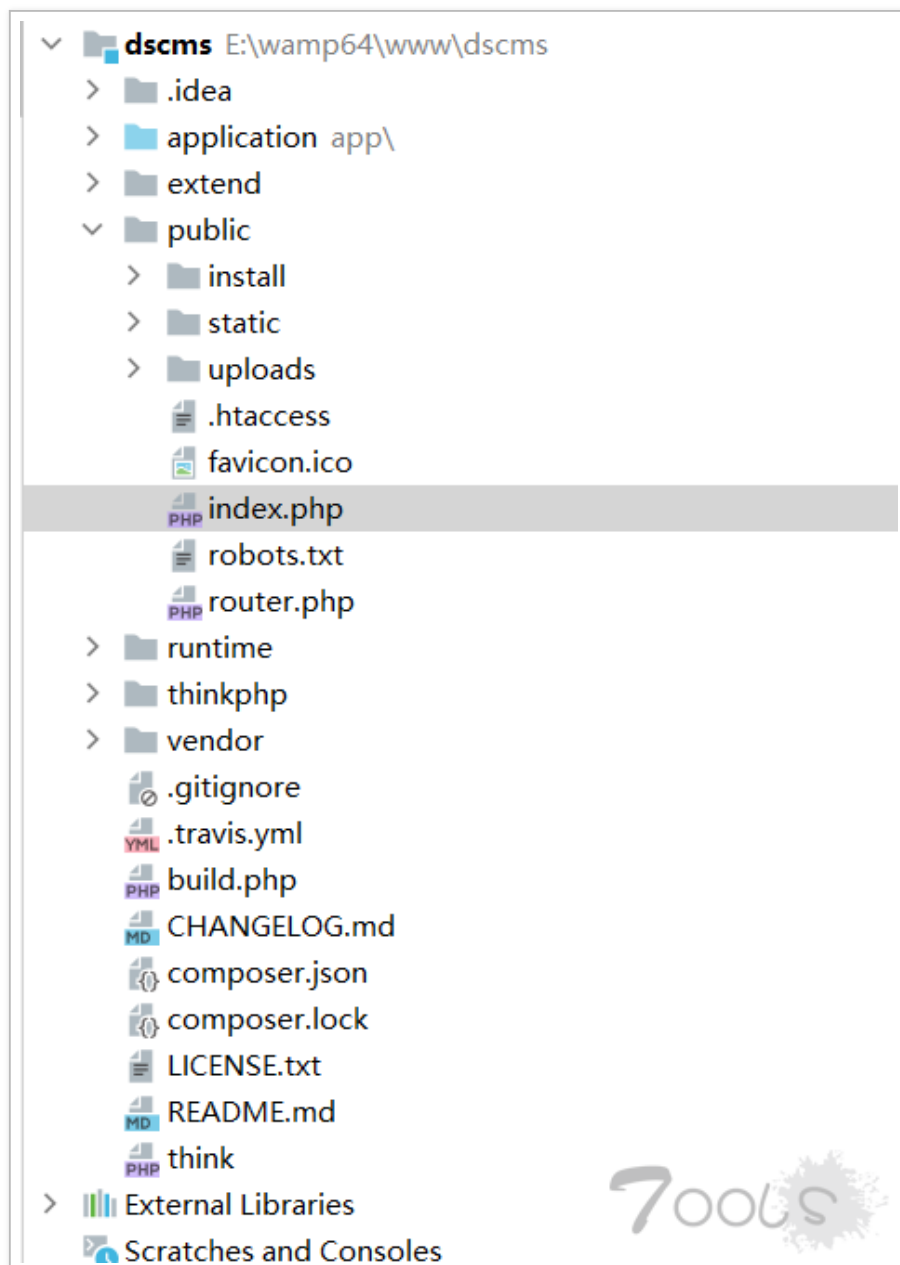 dscms E:\wamp64\www\dscms
.idea
application app\
extend
public
install
static
uploads
.htaccess
favicon.ico
PHP index.php
robots.txt
PHP router.php
runtime
thinkphp
vendor
.gitignore
YML .travis.yml
PHP build.php
MD CHANGELOG.md
composer.json
composer.lock
LICENSE.txt
MD README.md
PHP think
External Libraries
Scratches and Consoles
7ooLS